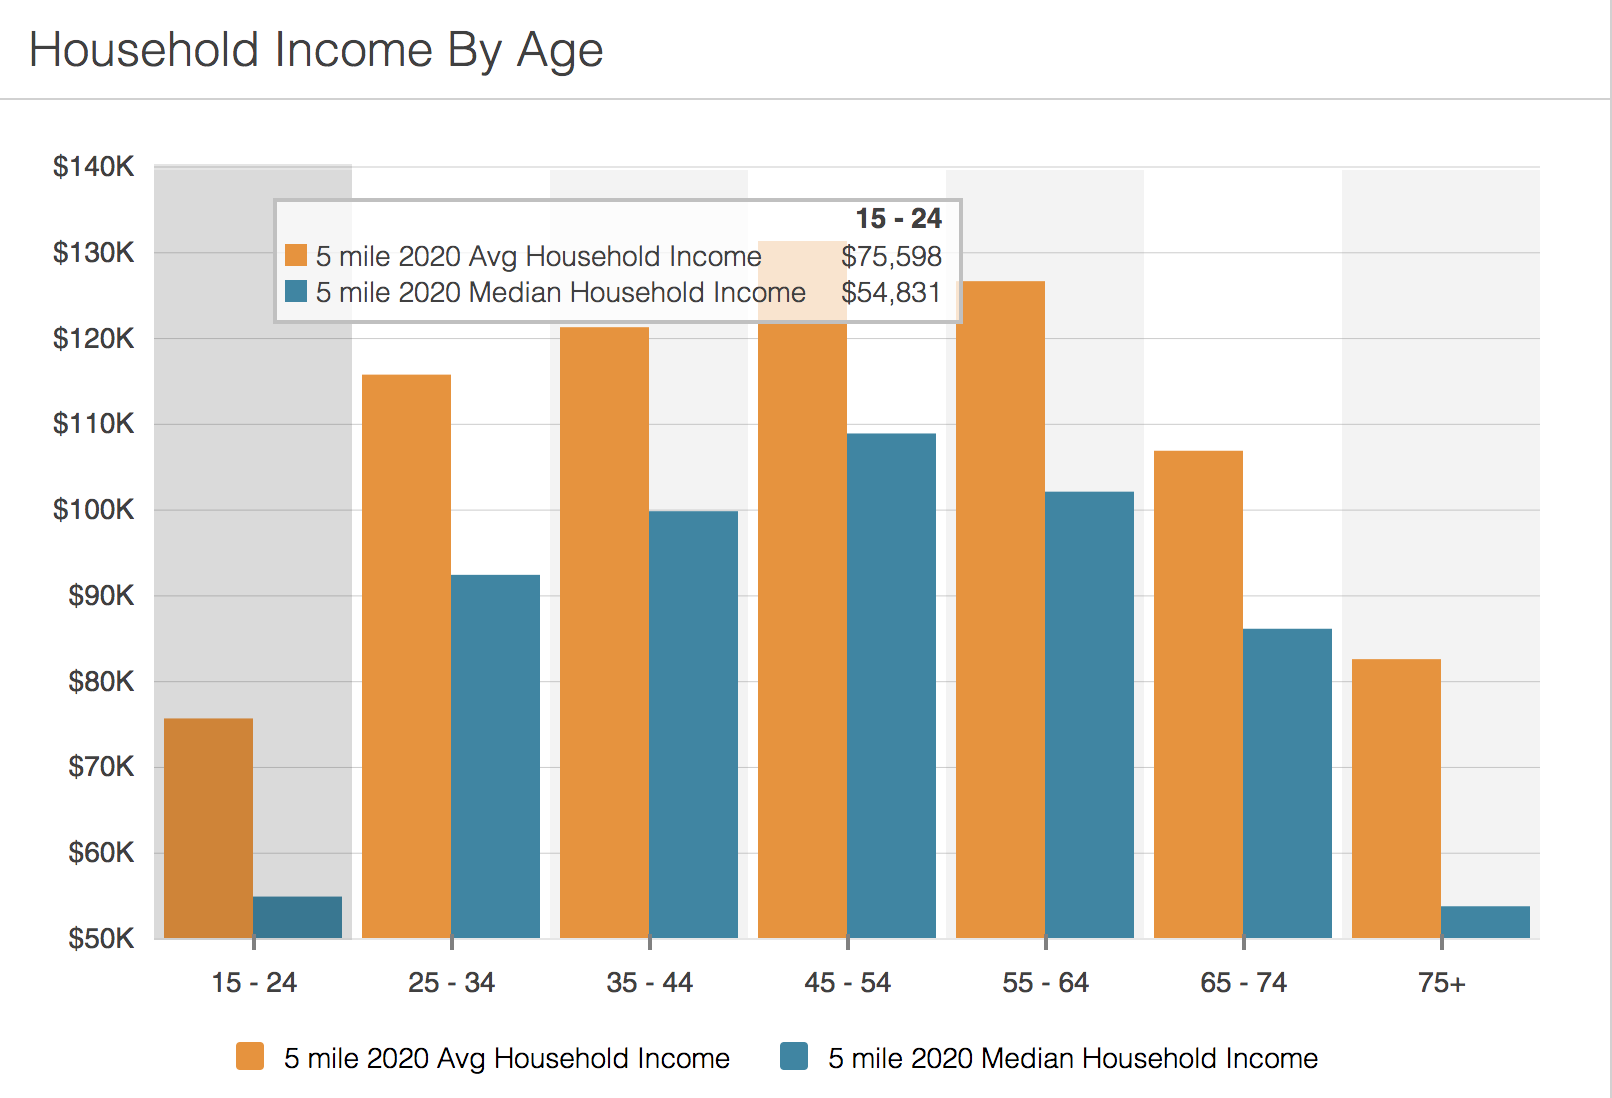 Household Income By Age
$140K
$130K
$120K
$110K
$100K
$90K
$80K
$70K
$60K
$50K
15 - 24
5 mile 2020 Avg Household Income $75,598
5 mile 2020 Median Household Income $54,831
15 - 24 25 - 34 35 - 44 45 - 54 55 - 64 65 - 74 75+
5 mile 2020 Avg Household Income 5 mile 2020 Median Household Income